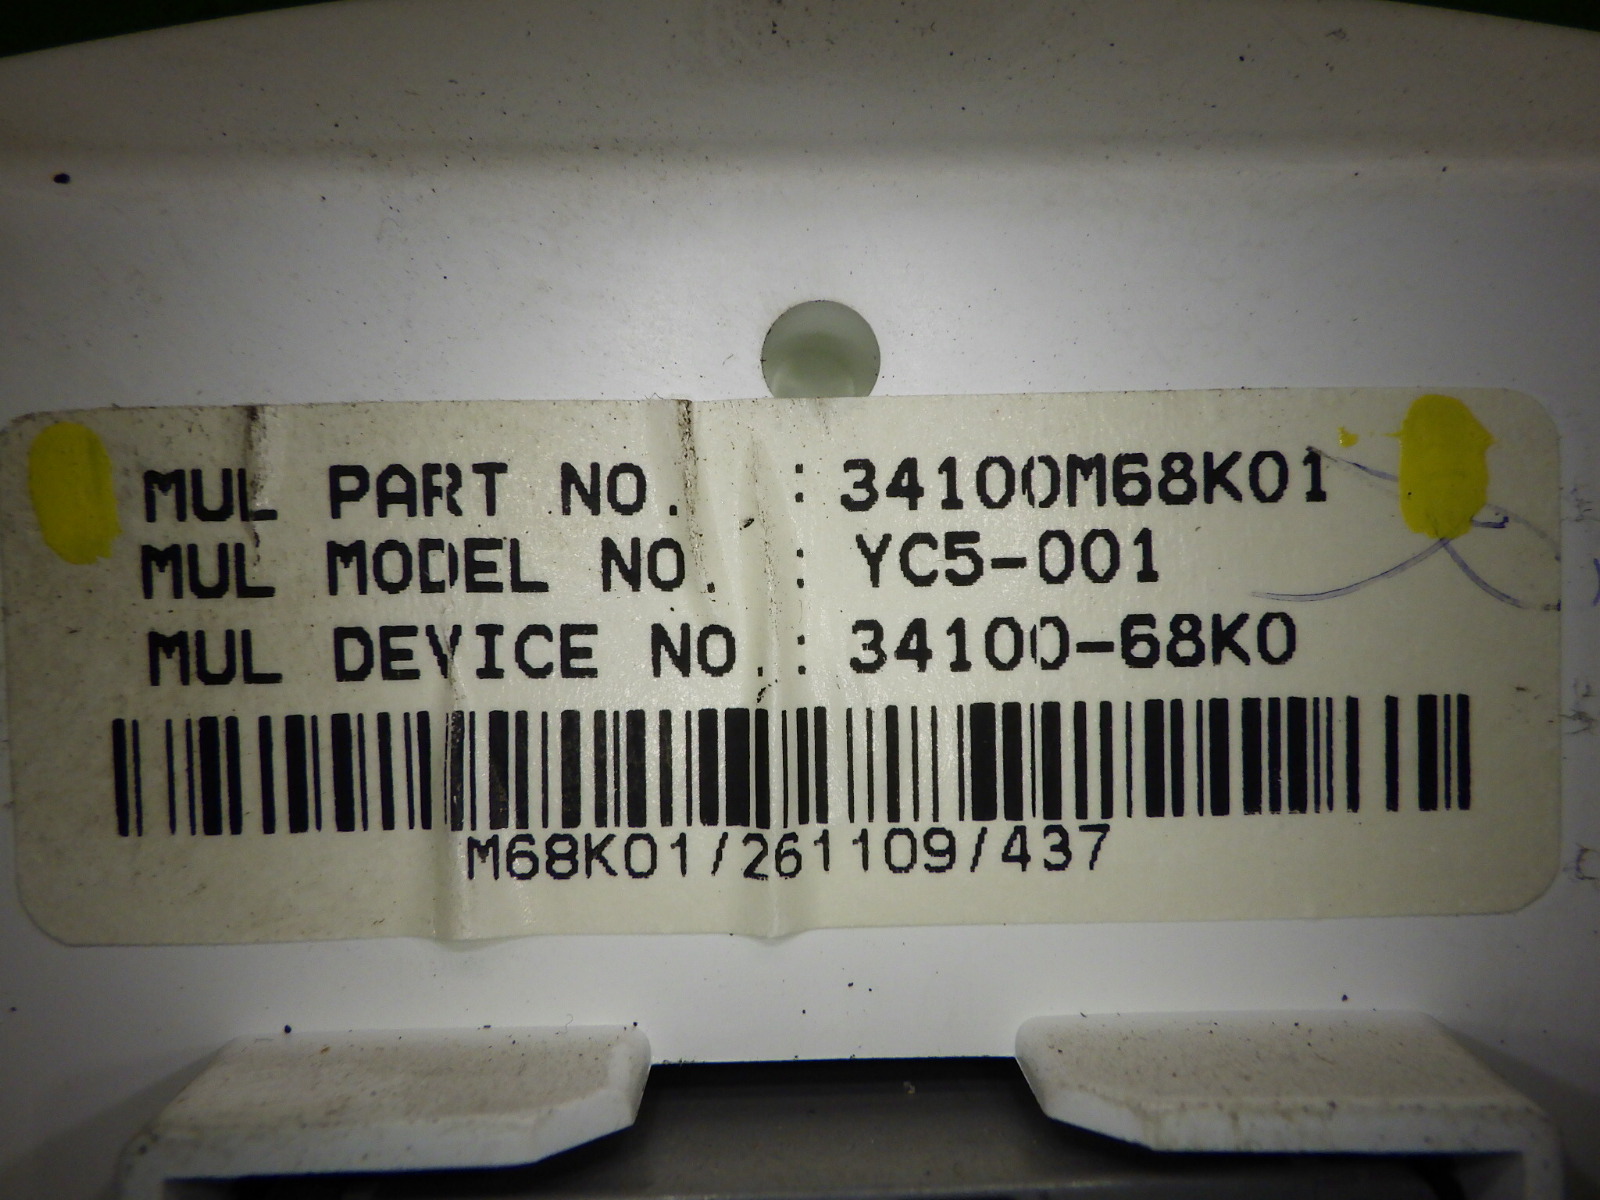 MUL PART NO. : 34100M68K01
MUL MODEL NO. : YC5-001
MUL DEVICE NO.: 34100-68K0
M68K01/261109/437